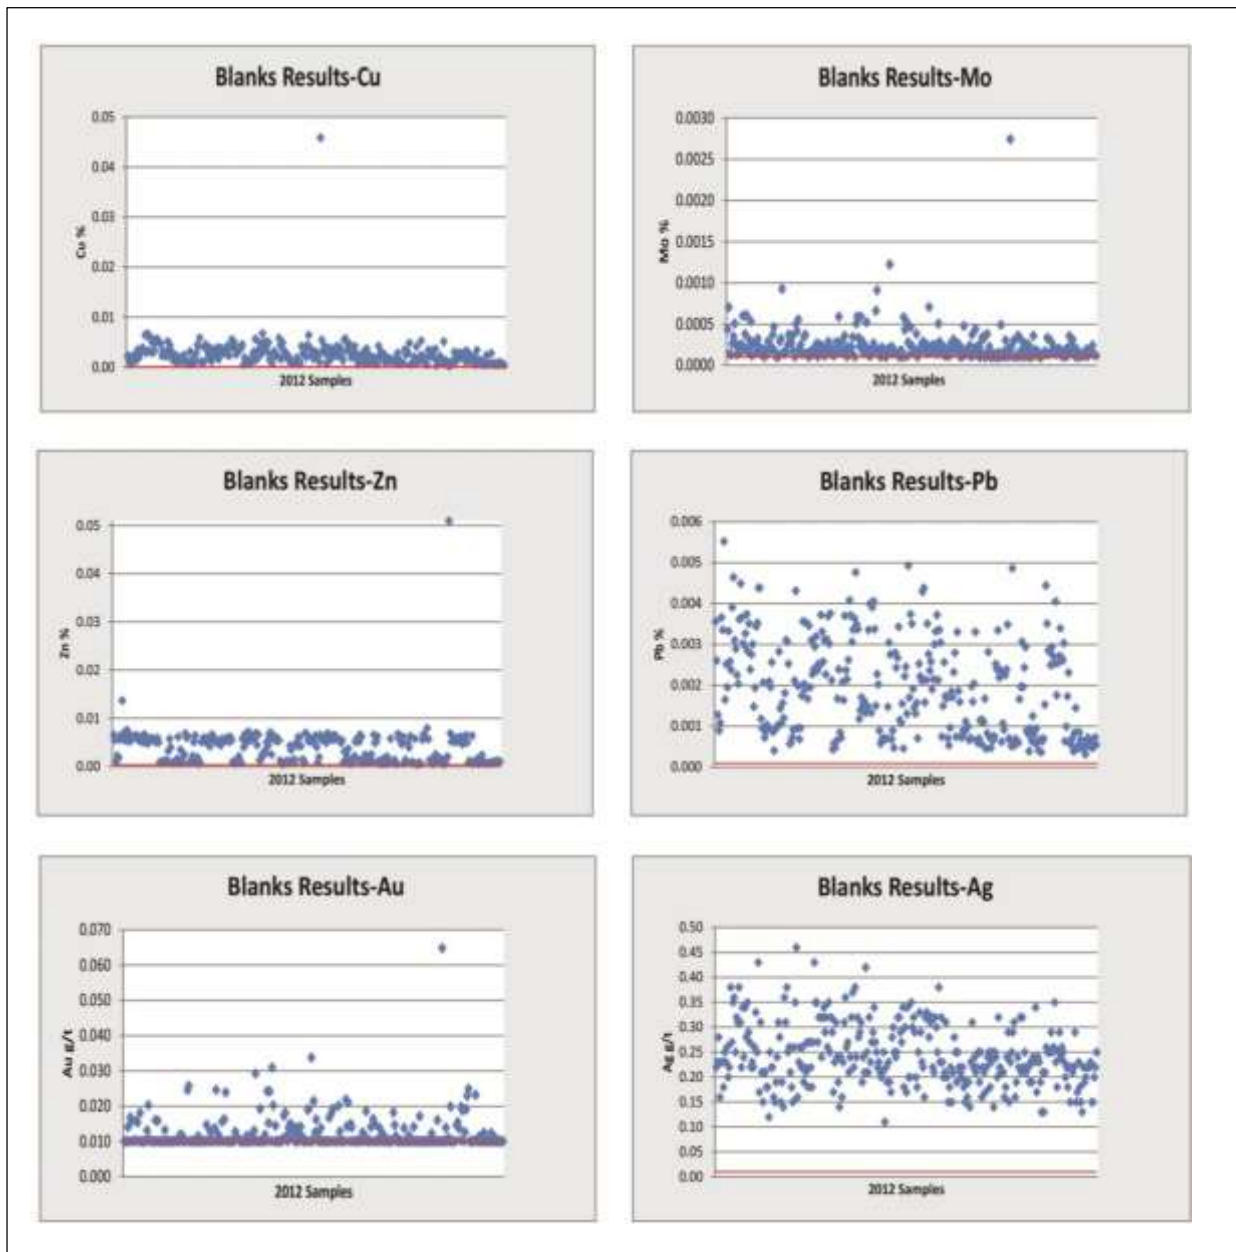 Blanks Results-Cu
0.05
0.04
0.03
0.02
0.01
0.00
Cu %
2012 Samples
Blanks Results-Mo
0.0030
0.0025
0.0020
0.0015
0.0010
0.0005
0.0000
Mo %
2012 Samples
Blanks Results-Zn
0.05
0.04
0.03
0.02
0.01
0.00
Zn %
2012 Samples
Blanks Results-Pb
0.006
0.005
0.004
0.003
0.002
0.001
0.000
Pb %
2012 Samples
Blanks Results-Au
0.070
0.060
0.050
0.040
0.030
0.020
0.010
0.000
Au g/t
2012 Samples
Blanks Results-Ag
0.50
0.45
0.40
0.35
0.30
0.25
0.20
0.15
0.10
0.05
0.00
Ag g/t
2012 Samples